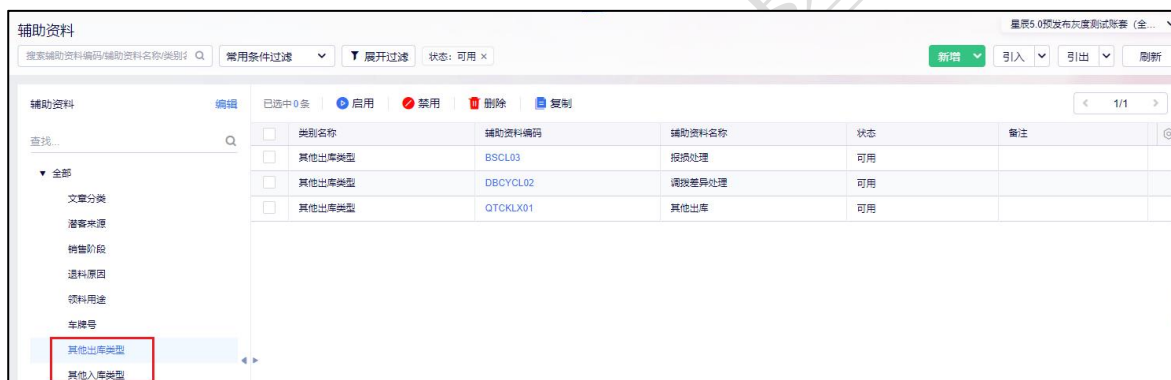 辅助资料
星辰5.0预发布灰度测试账套（全...
搜索辅助资料编码/辅助资料名称/类别名
常用条件过滤
展开过滤
状态：可用 ×
新增
引入
引出
刷新
辅助资料
编辑
已选中0条
启用
禁用
删除
复制
1/1
查找...
类别名称 辅助资料编码 辅助资料名称 状态 备注
其他出库类型 BSCL03 报损处理 可用
其他出库类型 DBCYCL02 调拨差异处理 可用
其他出库类型 QTCKLX01 其他出库 可用
全部
文章分类
潜客来源
销售阶段
退料原因
领料用途
车牌号
其他出库类型
其他入库类型